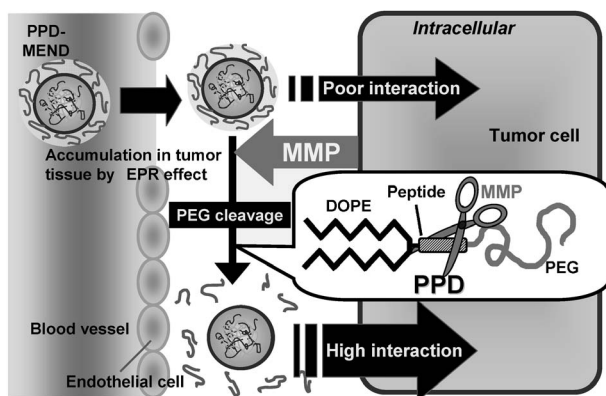 PPD-
MEND
Intracellular
Poor interaction
Tumor cell
Accumulation in tumor
tissue by EPR effect
MMP
PEG cleavage
DOPE
Peptide
MMP
PPD
PEG
Blood vessel
Endothelial cell
High interaction